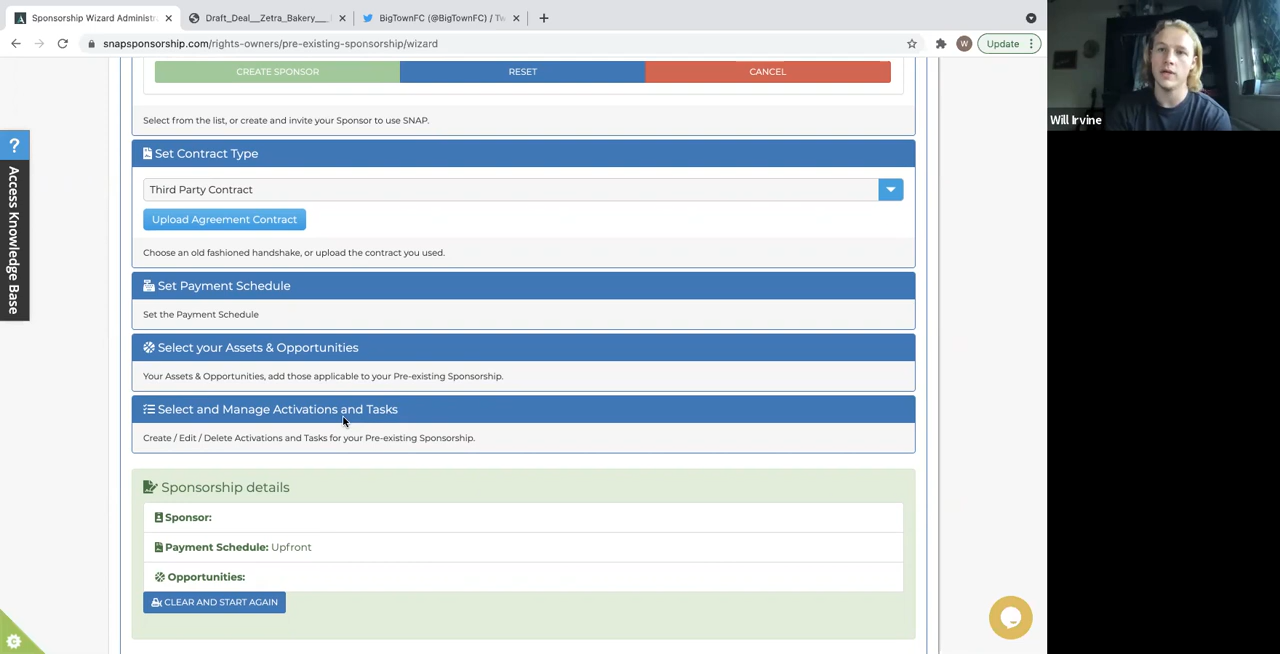 Sponsorship Wizard Administr
Draft_Deal__Zetra_Bakery___
BigTownFC (@BigTownFC) / Tw
snapsponsorship.com/rights-owners/pre-existing-sponsorship/wizard
W
Update
CREATE SPONSOR
RESET
CANCEL
Will Irvine
Select from the list, or create and invite your Sponsor to use SNAP.
?
Access Knowledge Base
Set Contract Type
Third Party Contract
Upload Agreement Contract
Choose an old fashioned handshake, or upload the contract you used.
Set Payment Schedule
Set the Payment Schedule
Select your Assets & Opportunities
Your Assets & Opportunities, add those applicable to your Pre-existing Sponsorship.
Select and Manage Activations and Tasks
Create / Edit / Delete Activations and Tasks for your Pre-existing Sponsorship.
Sponsorship details
Sponsor:
Payment Schedule: Upfront
Opportunities:
CLEAR AND START AGAIN